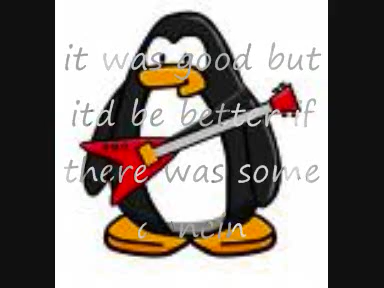 it was good but
itd be better if
there was some